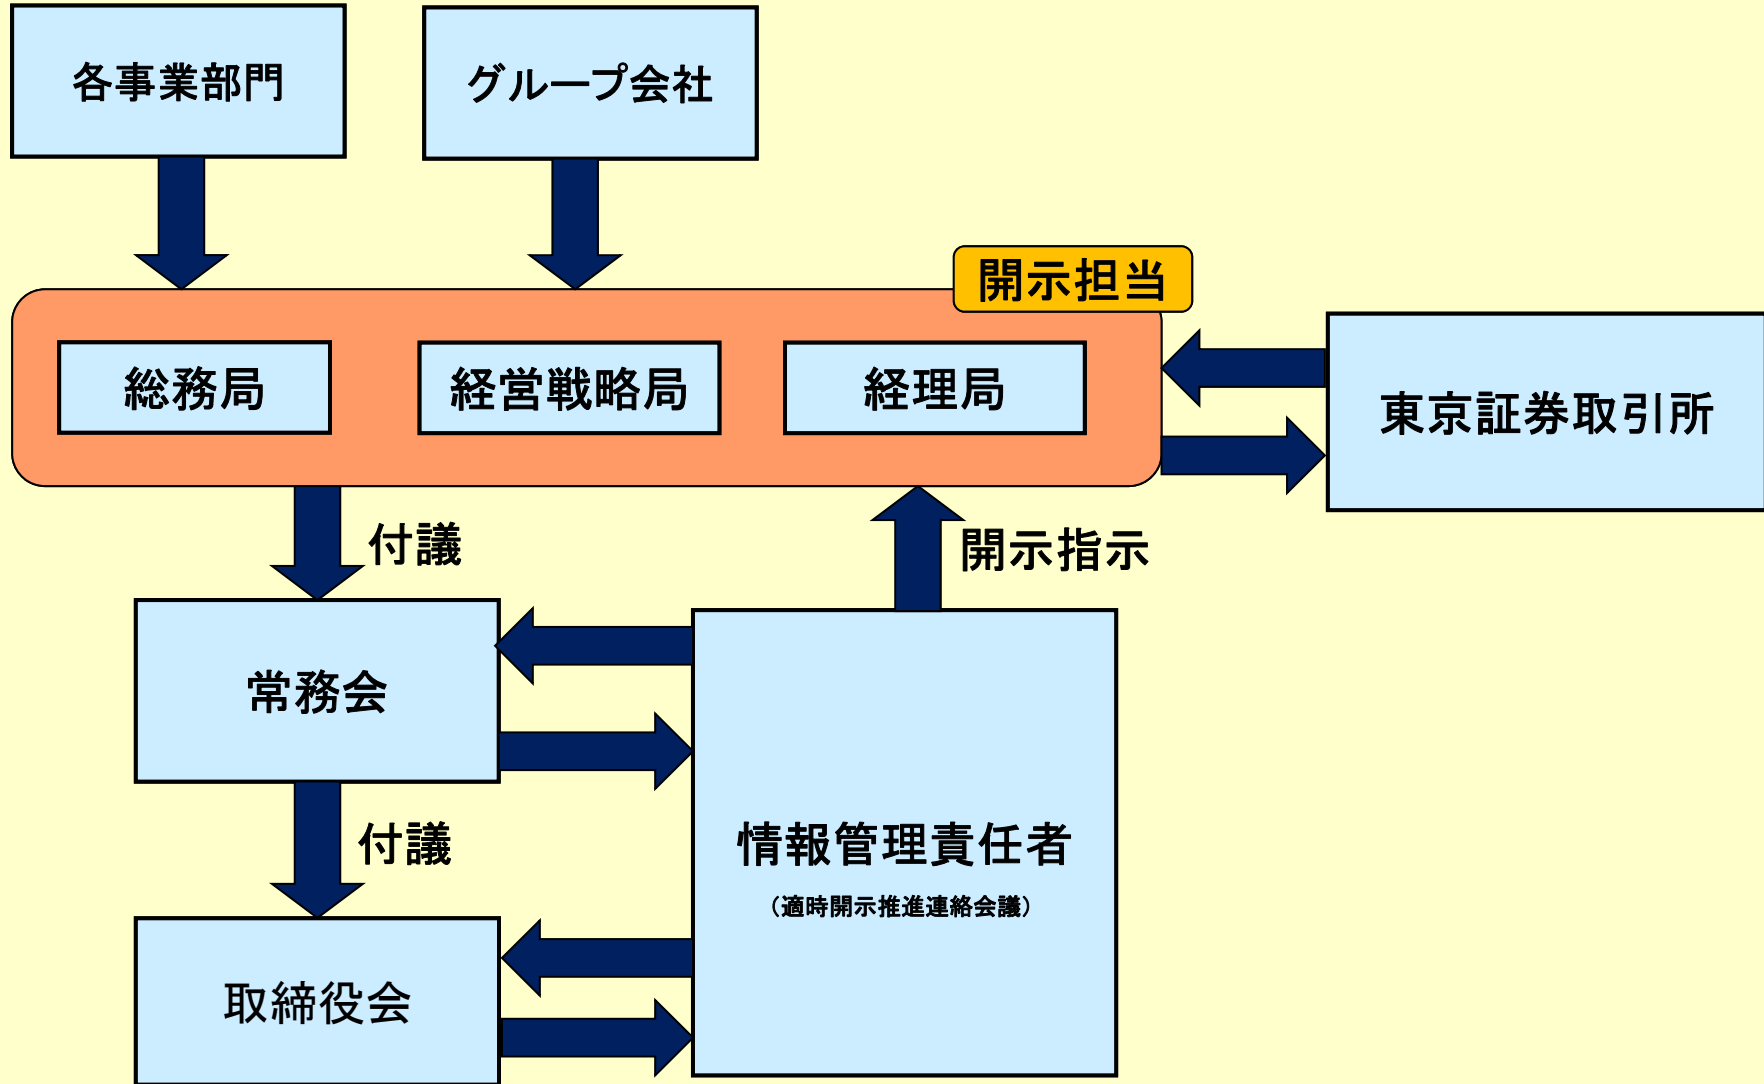 各事業部門
グループ会社
開示担当
総務局
経営戦略局
経理局
東京証券取引所
付議
開示指示
常務会
付議
情報管理責任者
（適時開示推進連絡会議）
取締役会